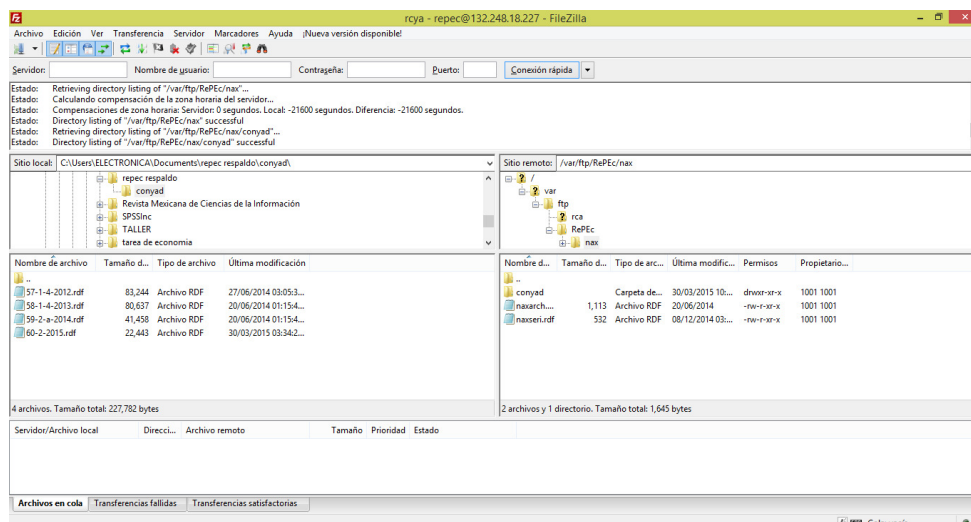 rcya - repec@132.248.18.227 - FileZilla
Archivo Edición Ver Transferencia Servidor Marcadores Ayuda ¡Nueva versión disponible!
Servidor: Nombre de usuario: Contraseña: Puerto: Conexión rápida
Estado: Retrieving directory listing of "/var/ftp/RePEc/nax"...
Estado: Calculando compensación de la zona horaria del servidor...
Estado: Compensaciones de zona horaria: Servidor: 0 segundos. Local: -21600 segundos. Diferencia: -21600 segundos.
Estado: Directory listing of "/var/ftp/RePEc/nax" successful
Estado: Retrieving directory listing of "/var/ftp/RePEc/nax/conyad"...
Estado: Directory listing of "/var/ftp/RePEc/nax/conyad" successful
Sitio local: C:\Users\ELECTRONICA\Documents\repec respaldo\conyad\
repec respaldo
conyad
Revista Mexicana de Ciencias de la Información
SPSSInc
TALLER
tarea de economia
Sitio remoto: /var/ftp/RePEc/nax
/
var
ftp
rca
RePEc
nax
Nombre de archivo Tamaño d... Tipo de archivo Última modificación
..
57-1-4-2012.rdf 83,244 Archivo RDF 27/06/2014 03:05:3...
58-1-4-2013.rdf 80,637 Archivo RDF 20/06/2014 01:15:4...
59-2-a-2014.rdf 41,458 Archivo RDF 20/06/2014 01:15:4...
60-2-2015.rdf 22,443 Archivo RDF 30/03/2015 03:34:2...
4 archivos. Tamaño total: 227,782 bytes
Nombre d... Tamaño d... Tipo de arc... Última modific... Permisos Propietario...
..
conyad Carpeta de... 30/03/2015 10:... drwxr-xr-x 1001 1001
naxarch.... 1,113 Archivo RDF 20/06/2014 -rw-r-xr-x 1001 1001
naxseri.rdf 532 Archivo RDF 08/12/2014 03:... -rw-r-xr-x 1001 1001
2 archivos y 1 directorio. Tamaño total: 1,645 bytes
Servidor/Archivo local Direcci... Archivo remoto Tamaño Prioridad Estado
Archivos en cola Transferencias fallidas Transferencias satisfactorias